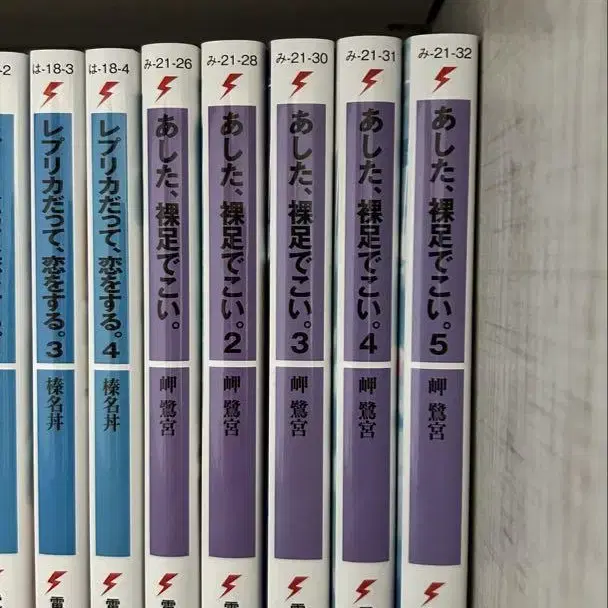 -2
は-18-3
レプリカだって、恋をする。3
榛名丼
は-18-4
レプリカだって、恋をする。4
榛名丼
み-21-26
あした、裸足でこい。
岬 鷺宮
電
み-21-28
あした、裸足でこい。2
岬 鷺宮
電
み-21-30
あした、裸足でこい。3
岬 鷺宮
電
み-21-31
あした、裸足でこい。4
岬 鷺宮
み-21-32
あした、裸足でこい。5
岬 鷺宮